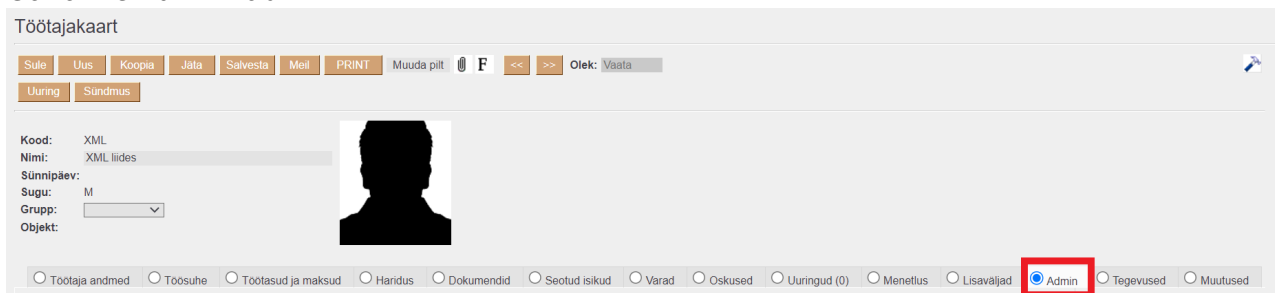 Töötajakaart
Sule Uus Koopia Jäta Salvesta Meil PRINT Muuda pilt F << >> Olek: Vaata
Uuring Sündmus
Kood: XML
Nimi: XML liides
Sünnipäev:
Sugu: M
Grupp:
Objekt:
Töötaja andmed Töösuhe Töötasud ja maksud Haridus Dokumendid Seotud isikud Varad Oskused Uuringud (0) Menetlus Lisaväljad Admin Tegevused Muutused